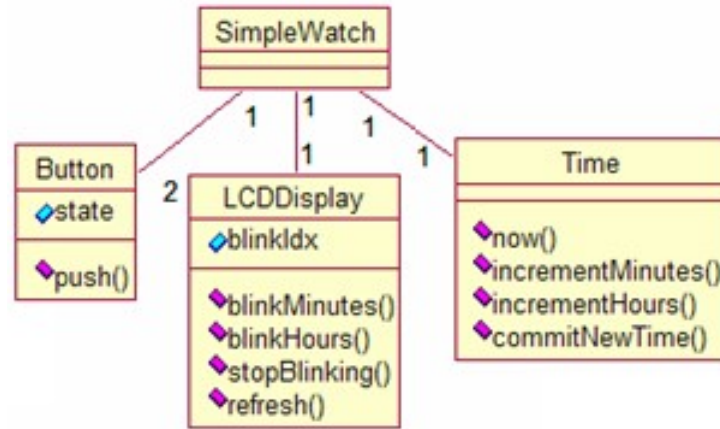 SimpleWatch
1
1
1
1
1
2
Button
state
push()
LCDDisplay
blinkIdx
blinkMinutes()
blinkHours()
stopBlinking()
refresh()
Time
now()
incrementMinutes()
incrementHours()
commitNewTime()